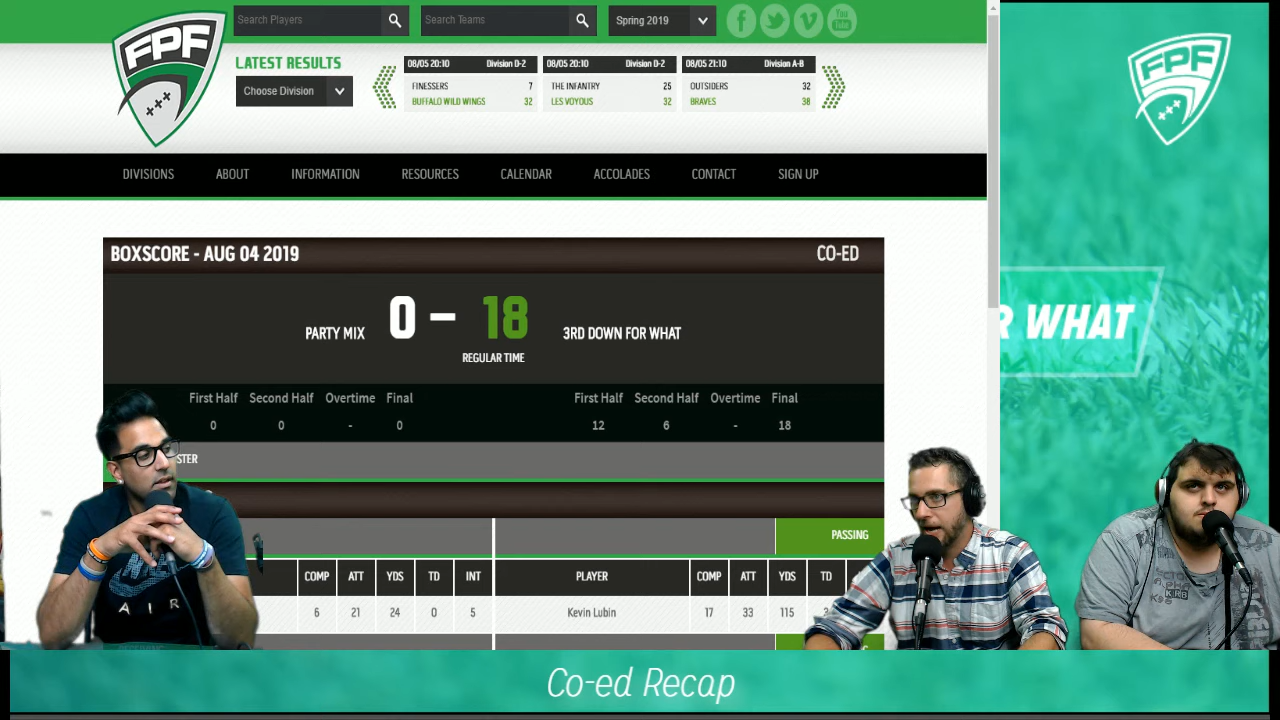 Search Players
Search Teams
Spring 2019
You
Tube
FPF
LATEST RESULTS
Choose Division
08/05 20:10 Division D-2
FINESSERS 7
BUFFALO WILD WINGS 32
08/05 20:10 Division D-2
THE INFANTRY 25
LES VOYOUS 32
08/05 21:10 Division A-B
OUTSIDERS 32
BRAVES 38
FPF
DIVISIONS ABOUT INFORMATION RESOURCES CALENDAR ACCOLADES CONTACT SIGN UP
BOXSCORE - AUG 04 2019 CO-ED
PARTY MIX 0 – 18 3RD DOWN FOR WHAT
REGULAR TIME
R WHAT
First Half Second Half Overtime Final First Half Second Half Overtime Final
0 0 - 0 12 6 - 18
STER
PASSING
COMP ATT YDS TD INT PLAYER COMP ATT YDS TD
6 21 24 0 5 Kevin Lubin 17 33 115
AIR
KRB
Co-ed Recap